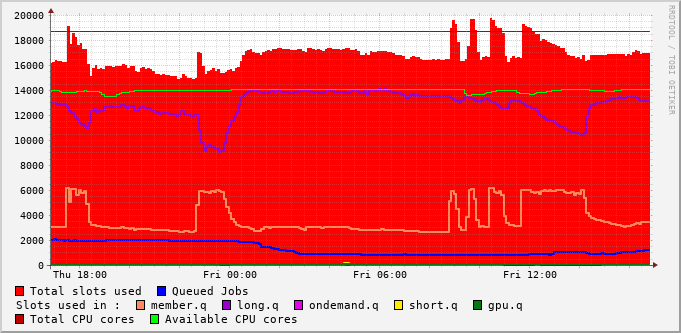 20000
18000
16000
14000
12000
10000
8000
6000
4000
2000
0
Thu 18:00 Fri 00:00 Fri 06:00 Fri 12:00
RRDTOOL / TOBI OETIKER
Total slots used Queued Jobs
Slots used in : member.q long.q ondemand.q short.q gpu.q
Total CPU cores Available CPU cores